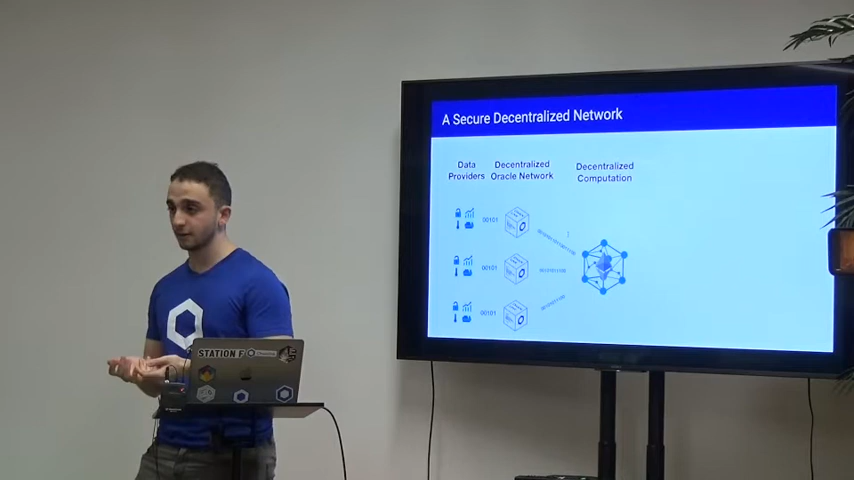 A Secure Decentralized Network
Data
Providers
Decentralized
Oracle Network
Decentralized
Computation
00101
00101
00101
STATION F